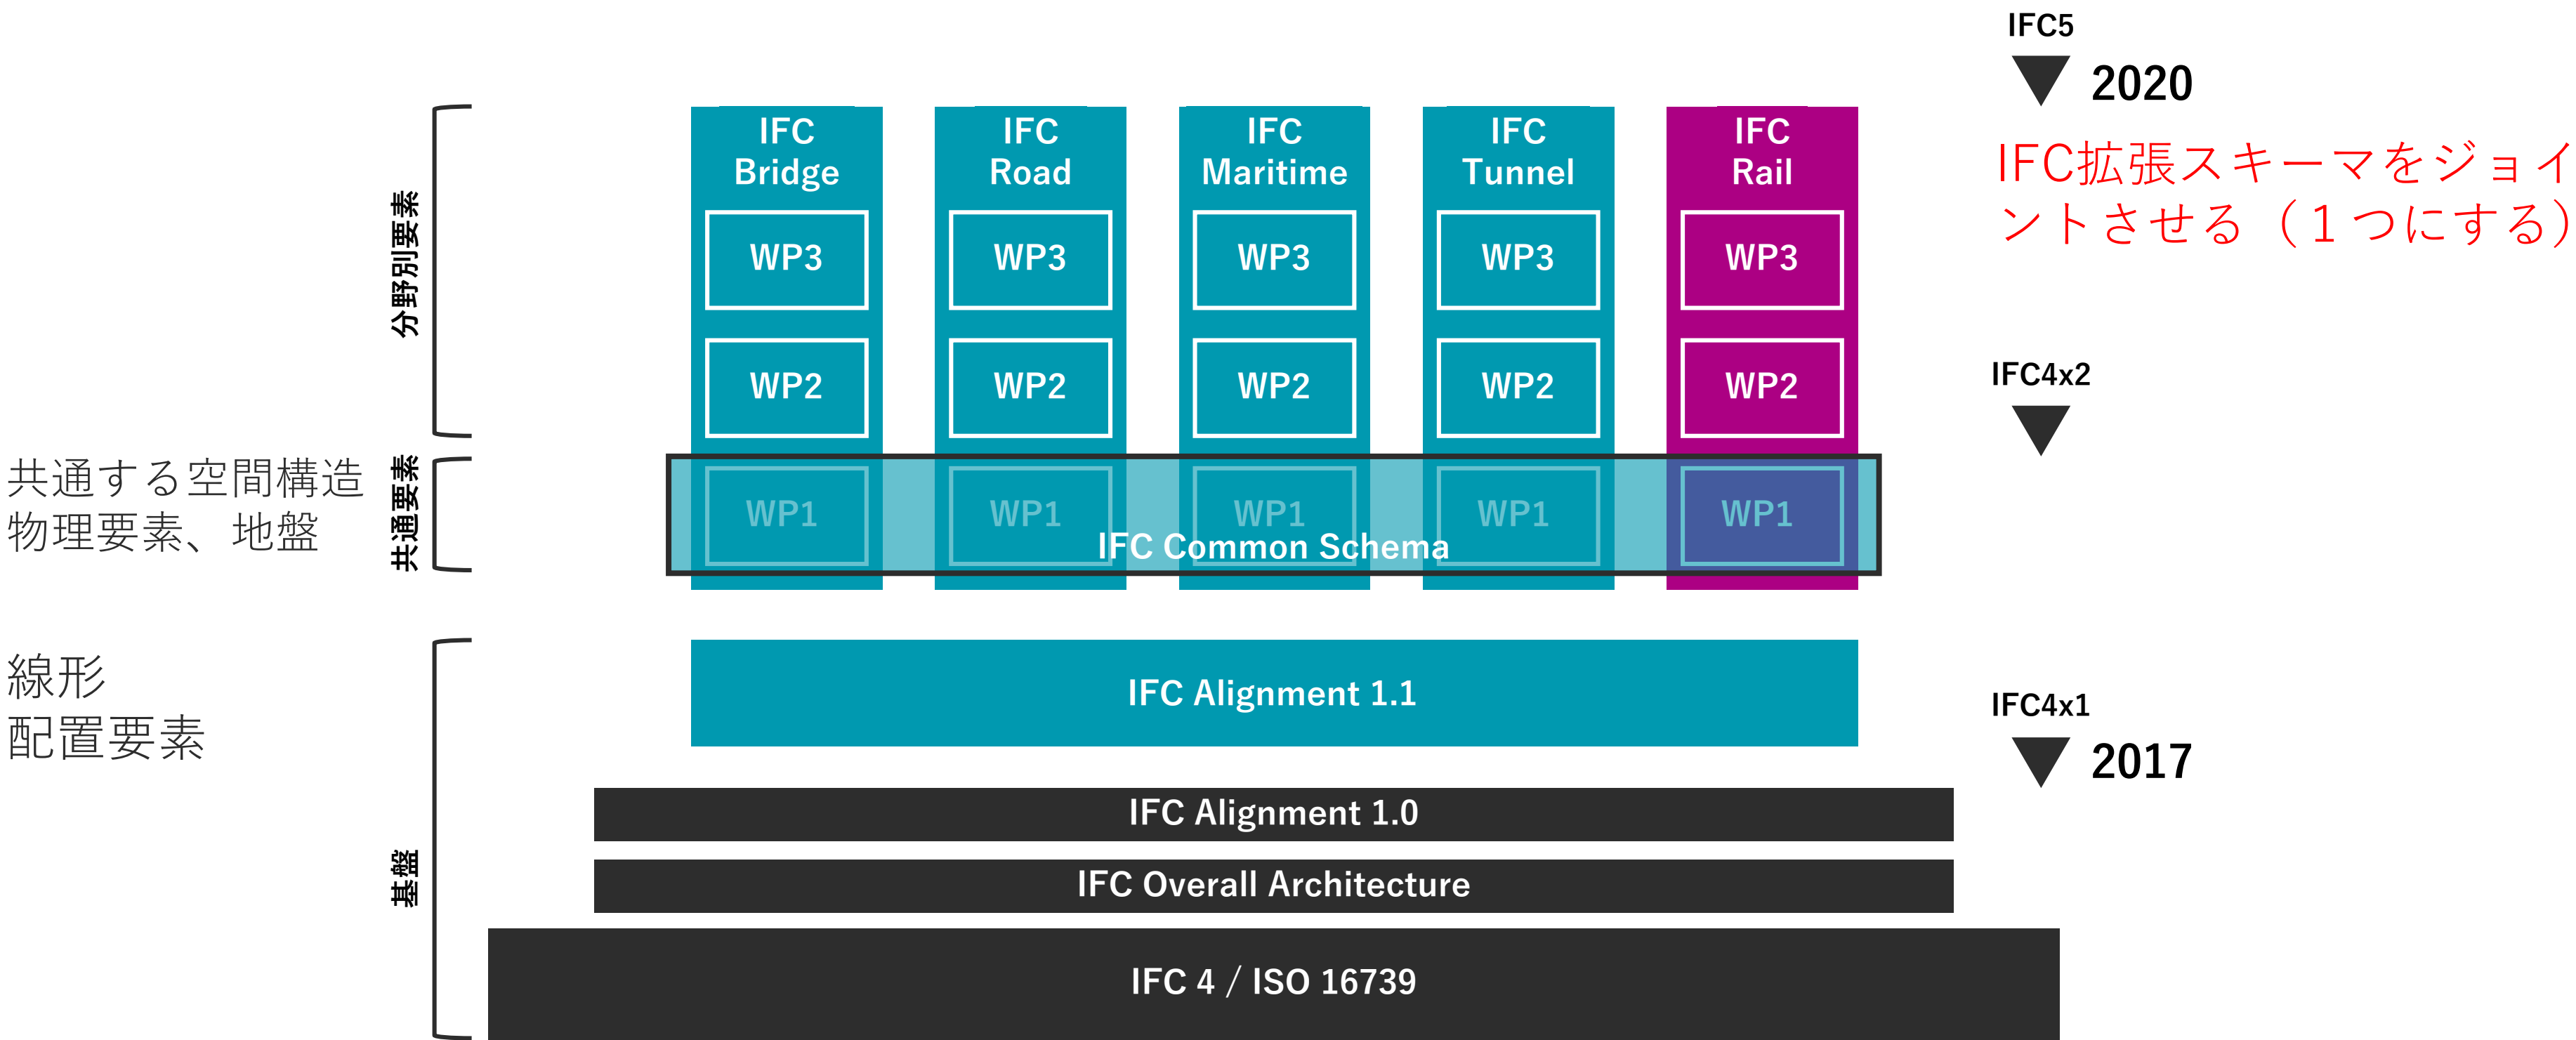 IFC5
2020
IFC拡張スキーマをジョイ
ントさせる（１つにする）
IFC
Bridge
IFC
Road
IFC
Maritime
IFC
Tunnel
IFC
Rail
分野別要素
WP3
WP3
WP3
WP3
WP3
WP2
WP2
WP2
WP2
WP2
IFC4x2
共通する空間構造
物理要素、地盤
共通要素
WP1
WP1
WP1
WP1
WP1
IFC Common Schema
線形
配置要素
IFC Alignment 1.1
IFC4x1
2017
基盤
IFC Alignment 1.0
IFC Overall Architecture
IFC 4 / ISO 16739